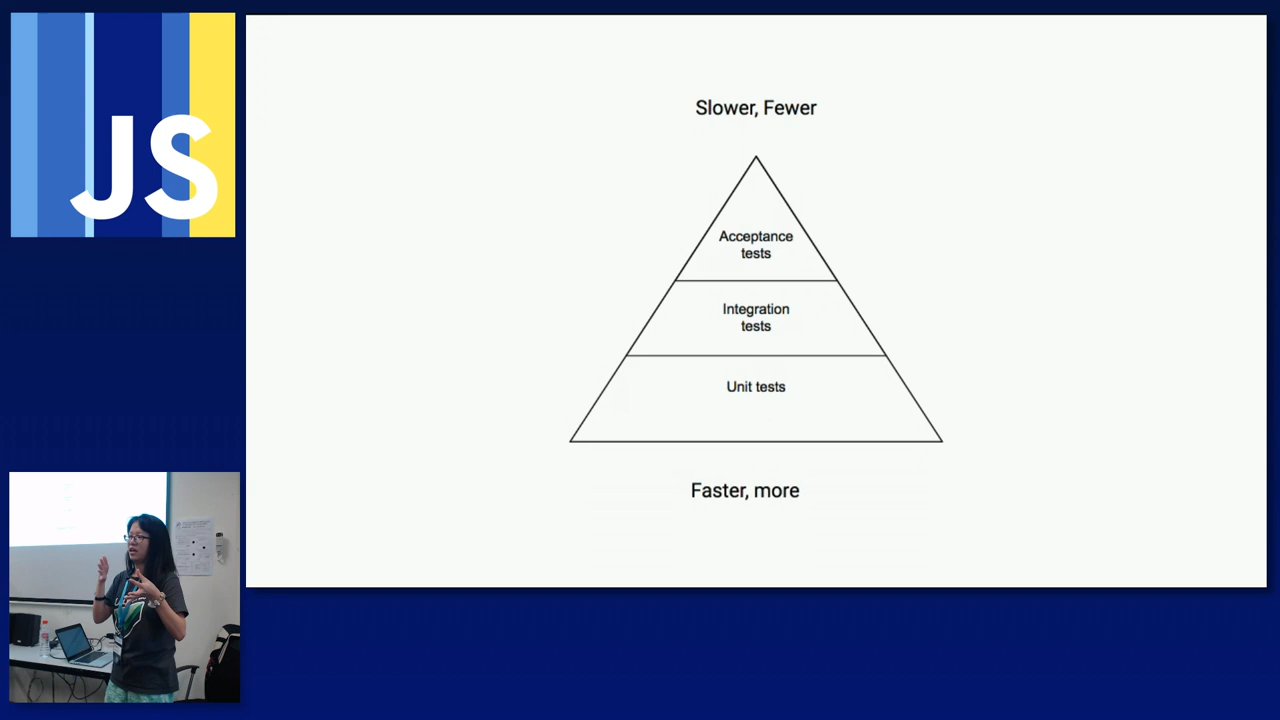 JS
Slower, Fewer
Acceptance
tests
Integration
tests
Unit tests
Faster, more